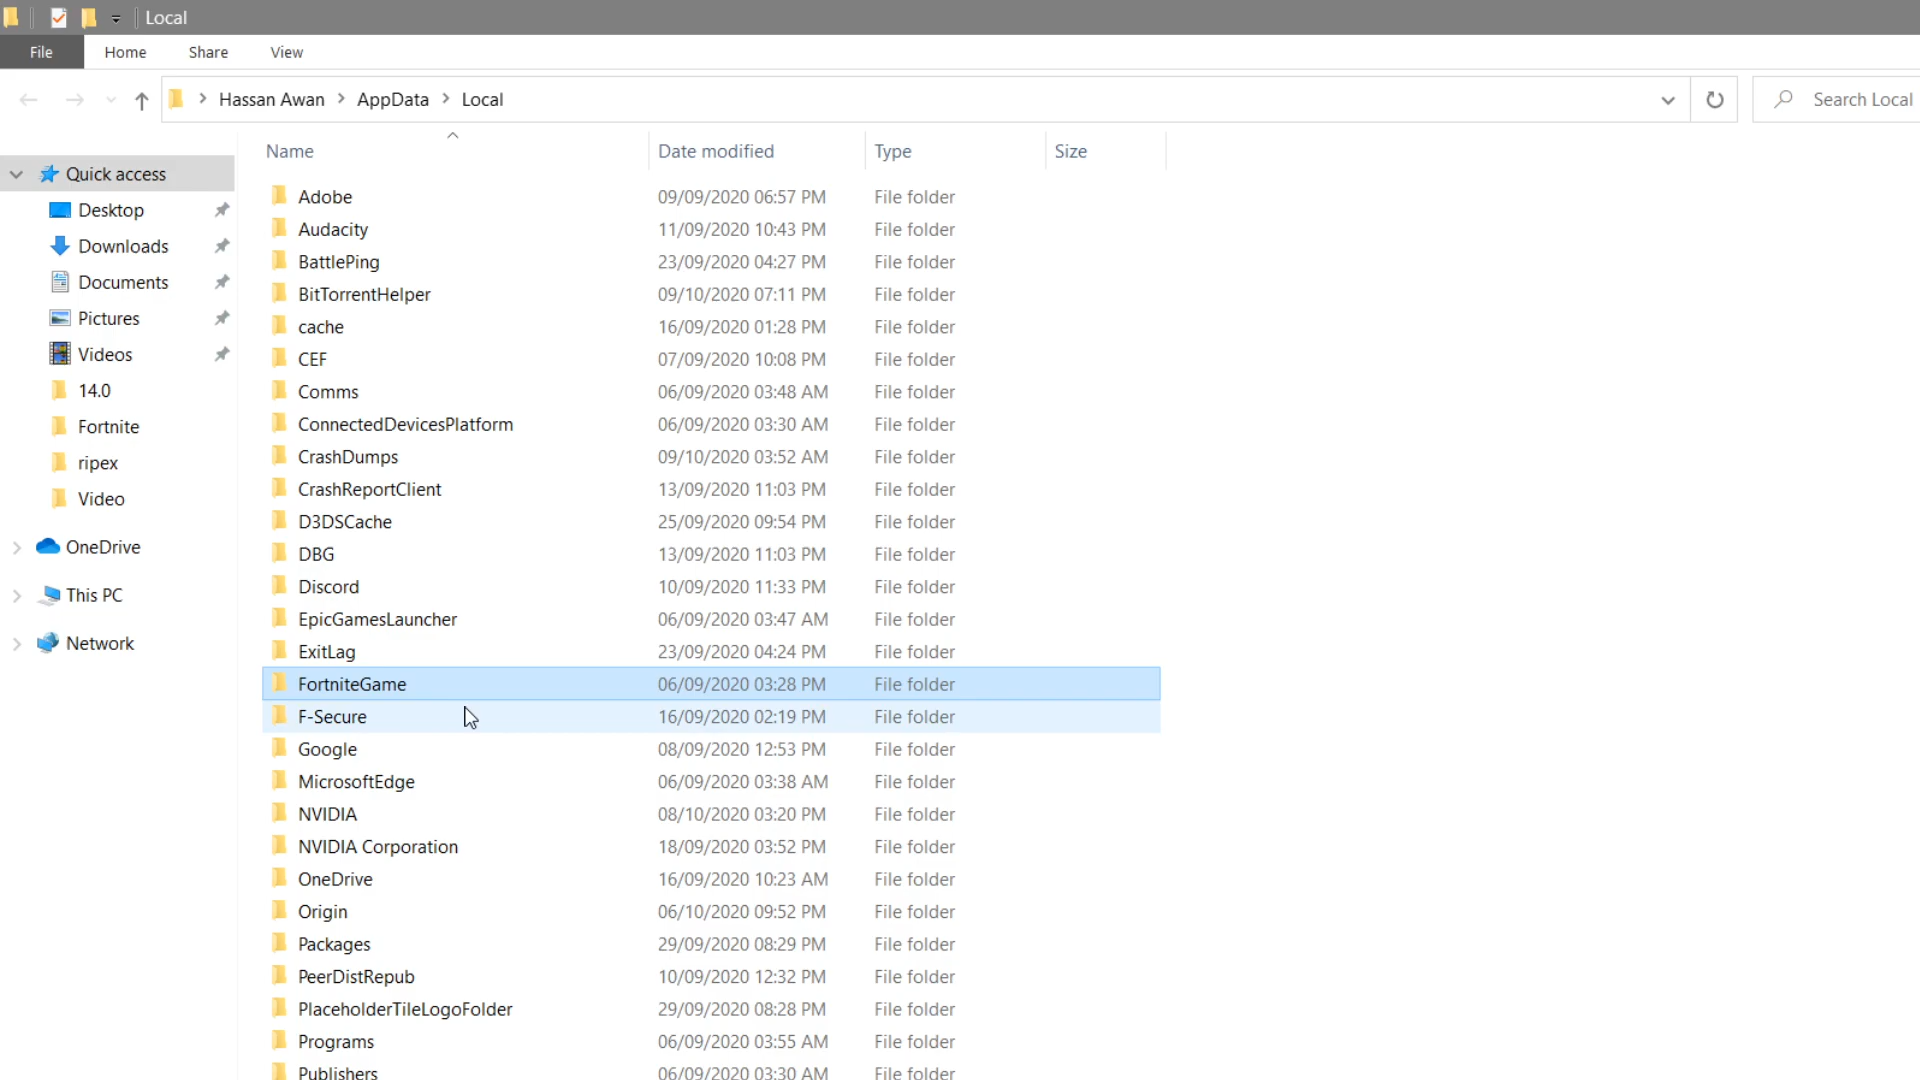 Local
File Home Share View
Hassan Awan AppData Local Search Local
Name Date modified Type Size
Quick access
Desktop
Downloads
Documents
Pictures
Videos
14.0
Fortnite
ripex
Video
OneDrive
This PC
Network
Adobe 09/09/2020 06:57 PM File folder
Audacity 11/09/2020 10:43 PM File folder
BattlePing 23/09/2020 04:27 PM File folder
BitTorrentHelper 09/10/2020 07:11 PM File folder
cache 16/09/2020 01:28 PM File folder
CEF 07/09/2020 10:08 PM File folder
Comms 06/09/2020 03:48 AM File folder
ConnectedDevicesPlatform 06/09/2020 03:30 AM File folder
CrashDumps 09/10/2020 03:52 AM File folder
CrashReportClient 13/09/2020 11:03 PM File folder
D3DSCache 25/09/2020 09:54 PM File folder
DBG 13/09/2020 11:03 PM File folder
Discord 10/09/2020 11:33 PM File folder
EpicGamesLauncher 06/09/2020 03:47 AM File folder
ExitLag 23/09/2020 04:24 PM File folder
FortniteGame 06/09/2020 03:28 PM File folder
F-Secure 16/09/2020 02:19 PM File folder
Google 08/09/2020 12:53 PM File folder
MicrosoftEdge 06/09/2020 03:38 AM File folder
NVIDIA 08/10/2020 03:20 PM File folder
NVIDIA Corporation 18/09/2020 03:52 PM File folder
OneDrive 16/09/2020 10:23 AM File folder
Origin 06/10/2020 09:52 PM File folder
Packages 29/09/2020 08:29 PM File folder
PeerDistRepub 10/09/2020 12:32 PM File folder
PlaceholderTileLogoFolder 29/09/2020 08:28 PM File folder
Programs 06/09/2020 03:55 AM File folder
Publishers 06/09/2020 03:30 AM File folder